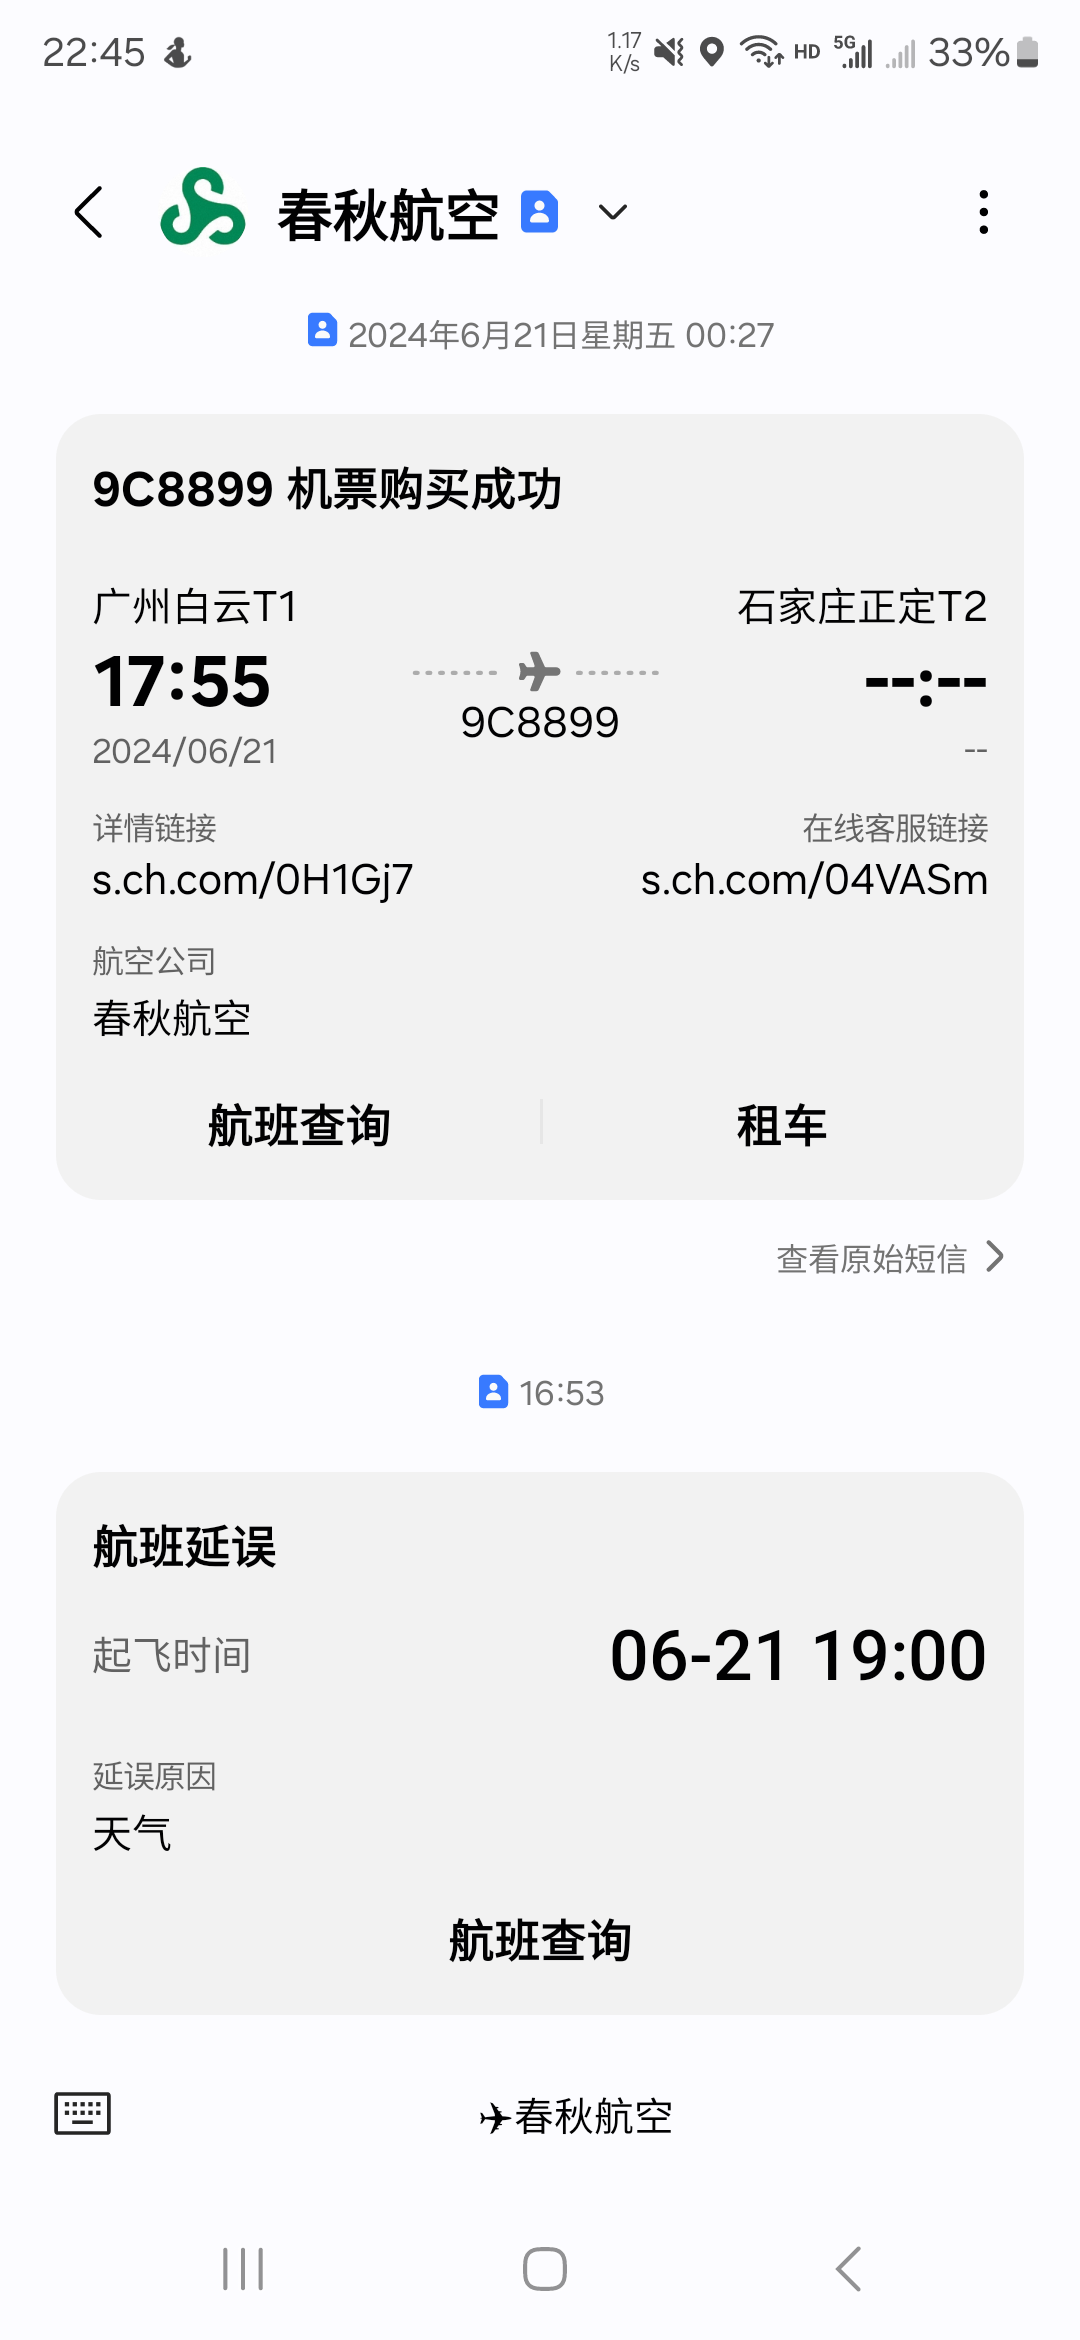 22:45
1.17
K/s
HD
5G
33%
春秋航空
2024年6月21日星期五 00:27
9C8899 机票购买成功
广州白云T1
石家庄正定T2
17:55
--:--
9C8899
2024/06/21
--
详情链接
在线客服链接
s.ch.com/0H1Gj7
s.ch.com/04VASm
航空公司
春秋航空
航班查询
租车
查看原始短信
16:53
航班延误
起飞时间
06-21 19:00
延误原因
天气
航班查询
✈春秋航空